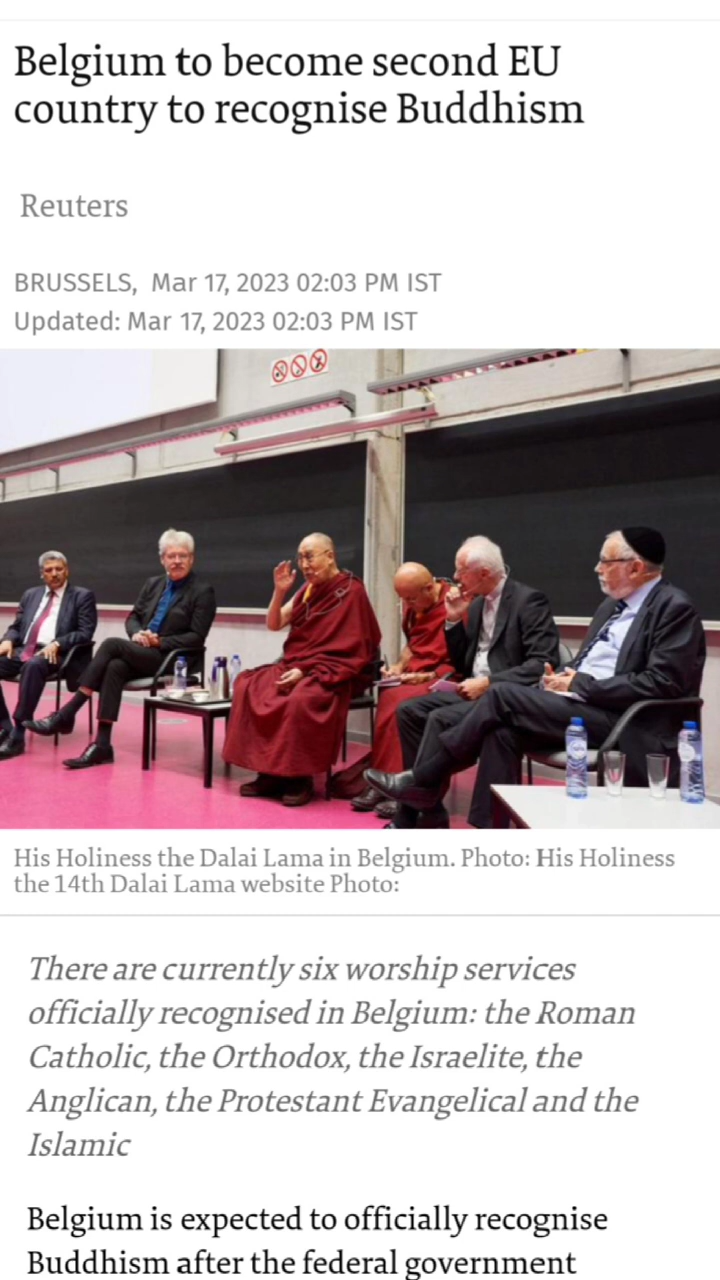 Belgium to become second EU
country to recognise Buddhism
Reuters
BRUSSELS, Mar 17, 2023 02:03 PM IST
Updated: Mar 17, 2023 02:03 PM IST
His Holiness the Dalai Lama in Belgium. Photo: His Holiness
the 14th Dalai Lama website Photo:
There are currently six worship services
officially recognised in Belgium: the Roman
Catholic, the Orthodox, the Israelite, the
Anglican, the Protestant Evangelical and the
Islamic
Belgium is expected to officially recognise
Buddhism after the federal government